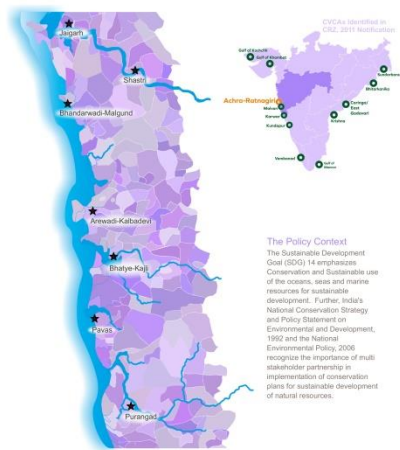 Jaigarh
Shastri
Bhandarwadi-Malgund
Arewadi-Kalbadevi
Bhatye-Kajli
Pavas
Purangad
CVCAs Identified in
CRZ, 2011 Notification
Gulf of Kachchh
Gulf of Khambat
Achra-Ratnagiri
Malvan
Karwar
Kundapur
Vembanad
Gulf of
Mannar
Sundarbans
Bhitarkanika
Coringa/
East
Godavari
Krishna
The Policy Context
The Sustainable Development
Goal (SDG) 14 emphasizes
Conservation and Sustainable use
of the oceans, seas and marine
resources for sustainable
development. Further, India's
National Conservation Strategy
and Policy Statement on
Environmental and Development,
1992 and the National
Environmental Policy, 2006
recognize the importance of multi
stakeholder partnership in
implementation of conservation
plans for sustainable development
of natural resources.